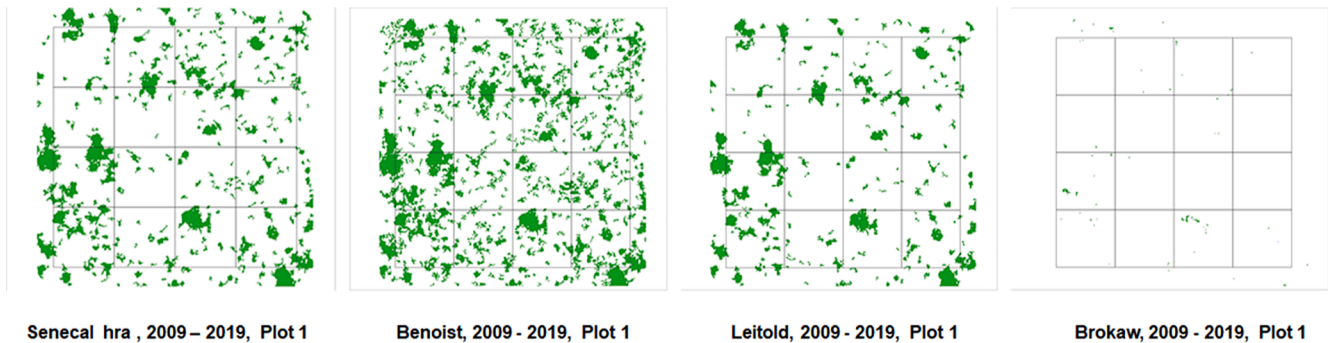 Senecal hra , 2009 – 2019, Plot 1
Benoist, 2009 - 2019, Plot 1
Leitold, 2009 - 2019, Plot 1
Brokaw, 2009 - 2019, Plot 1